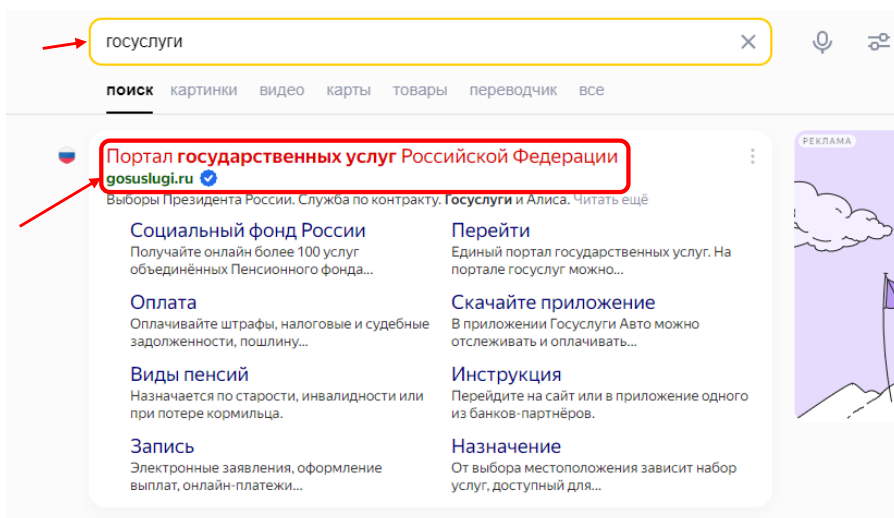 госуслуги
поиск картинки видео карты товары переводчик все
Портал государственных услуг Российской Федерации
gosuslugi.ru
Выборы Президента России. Служба по контракту. Госуслуги и Алиса. Читать ещё
Социальный фонд России
Получайте онлайн более 100 услуг
объединённых Пенсионного фонда...
Перейти
Единый портал государственных услуг. На
портале госуслуг можно...
Оплата
Оплачивайте штрафы, налоговые и судебные
задолженности, пошлину...
Скачайте приложение
В приложении Госуслуги Авто можно
отслеживать и оплачивать...
Виды пенсий
Назначается по старости, инвалидности или
при потере кормильца.
Инструкция
Перейдите на сайт или в приложение одного
из банков-партнёров.
Запись
Электронные заявления, оформление
выплат, онлайн-платежи...
Назначение
От выбора местоположения зависит набор
услуг, доступный для...
РЕКЛАМА